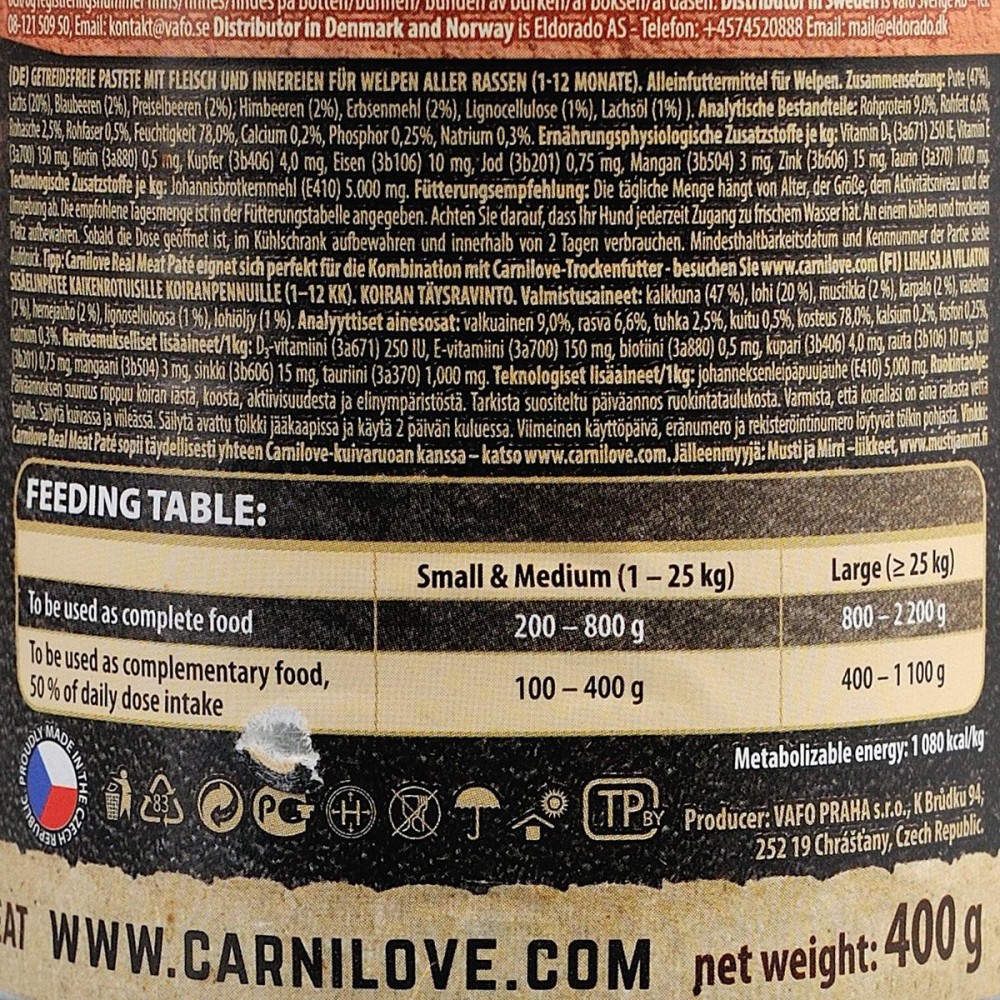 08-121 509 50, Email: kontakt@vafo.se Distributor in Denmark and Norway is Eldorado AS - Telefon: +4574520888 Email: mail@eldorado.dk
(DE) GETREIDEFREIE PASTETE MIT FLEISCH UND INNEREIEN FÜR WELPEN ALLER RASSEN (1-12 MONATE). Alleinfuttermittel für Welpen. Zusammensetzung: Pute (47%),
Lachs (20%), Blaubeeren (2%), Preiselbeeren (2%), Himbeeren (2%), Erbsenmehl (2%), Lignocellulose (1%), Lachsöl (1%) ). Analytische Bestandteile: Rohprotein 9,0%, Rohfett 6,6%,
Rohasche 2,5%, Rohfaser 0,5%, Feuchtigkeit 78,0%, Calcium 0,2%, Phosphor 0,25%, Natrium 0,3%. Ernährungsphysiologische Zusatzstoffe je kg: Vitamin D₃ (3a671) 250 IE, Vitamin E
(3a700) 150 mg, Biotin (3a880) 0,5 mg, Kupfer (3b406) 4,0 mg, Eisen (3b106) 10 mg, Jod (3b201) 0,75 mg, Mangan (3b504) 3 mg, Zink (3b606) 15 mg, Taurin (3a370) 1000 mg.
Technologische Zusatzstoffe je kg: Johannisbrotkernmehl (E410) 5.000 mg. Fütterungsempfehlung: Die tägliche Menge hängt von Alter, der Größe, dem Aktivitätsniveau und der
Umgebung ab. Die empfohlene Tagesmenge ist in der Fütterungstabelle angegeben. Achten Sie darauf, dass Ihr Hund jederzeit Zugang zu frischem Wasser hat. An einem kühlen und trockenen
Platz aufbewahren. Sobald die Dose geöffnet ist, im Kühlschrank aufbewahren und innerhalb von 2 Tagen verbrauchen. Mindesthaltbarkeitsdatum und Kennnummer der Partie siehe
Aufdruck. Tipp: Carnilove Real Meat Paté eignet sich perfekt für die Kombination mit Carnilove-Trockenfutter - besuchen Sie www.carnilove.com (FI) LIHAISA JA VILJATON
SISÄELINPATEE KAIKENROTUISILLE KOIRANPENNUILLE (1–12 KK). KOIRAN TÄYSRAVINTO. Valmistusaineet: kalkkuna (47 %), lohi (20 %), mustikka (2 %), karpalo (2 %), vadelma
(2 %), hernejauho (2 %), lignoselluloosa (1 %), lohiöljy (1 %). Analyyttiset ainesosat: valkuainen 9,0%, rasva 6,6%, tuhka 2,5%, kuitu 0,5%, kosteus 78,0%, kalsium 0,2%, fosfori 0,25%,
natrium 0,3%. Ravitsemukselliset lisäaineet/1kg: D₃-vitamiini (3a671) 250 IU, E-vitamiini (3a700) 150 mg, biotiini (3a880) 0,5 mg, kupari (3b406) 4,0 mg, rauta (3b106) 10 mg, jodi
(3b201) 0,75 mg, mangaani (3b504) 3 mg, sinkki (3b606) 15 mg, tauriini (3a370) 1,000 mg. Teknologiset lisäaineet/1kg: johanneksenleipäpuujauhe (E410) 5,000 mg. Ruokintaohje:
Päiväannoksen suuruus riippuu koiran iästä, koosta, aktiivisuudesta ja elinympäristöstä. Tarkista suositeltu päiväannos ruokintataulukosta. Varmista, että koirallasi on aina raikasta vettä
tarjolla. Säilytä kuivassa ja viileässä. Säilytä avattu tölkki jääkaapissa ja käytä 2 päivän kuluessa. Viimeinen käyttöpäivä, eränumero ja rekisteröintinumero löytyvät tölkin pohjasta. Vinkki:
Carnilove Real Meat Paté sopii täydellisesti yhteen Carnilove-kuivaruoan kanssa – katso www.carnilove.com. Jälleenmyyjä: Musti ja Mirri –liikkeet, www.mustijamirri.fi
FEEDING TABLE:
Small & Medium (1 – 25 kg) Large (≥ 25 kg)
To be used as complete food 200 – 800 g 800 – 2 200 g
To be used as complementary food,
50 % of daily dose intake 100 – 400 g 400 – 1 100 g
Metabolizable energy: 1 080 kcal/kg
PROUDLY MADE IN THE CZECH REPUBLIC
83
H
TP BY
Producer: VAFO PRAHA s.r.o., K Brůdku 94,
252 19 Chrášťany, Czech Republic.
WWW.CARNILOVE.COM
net weight: 400 g